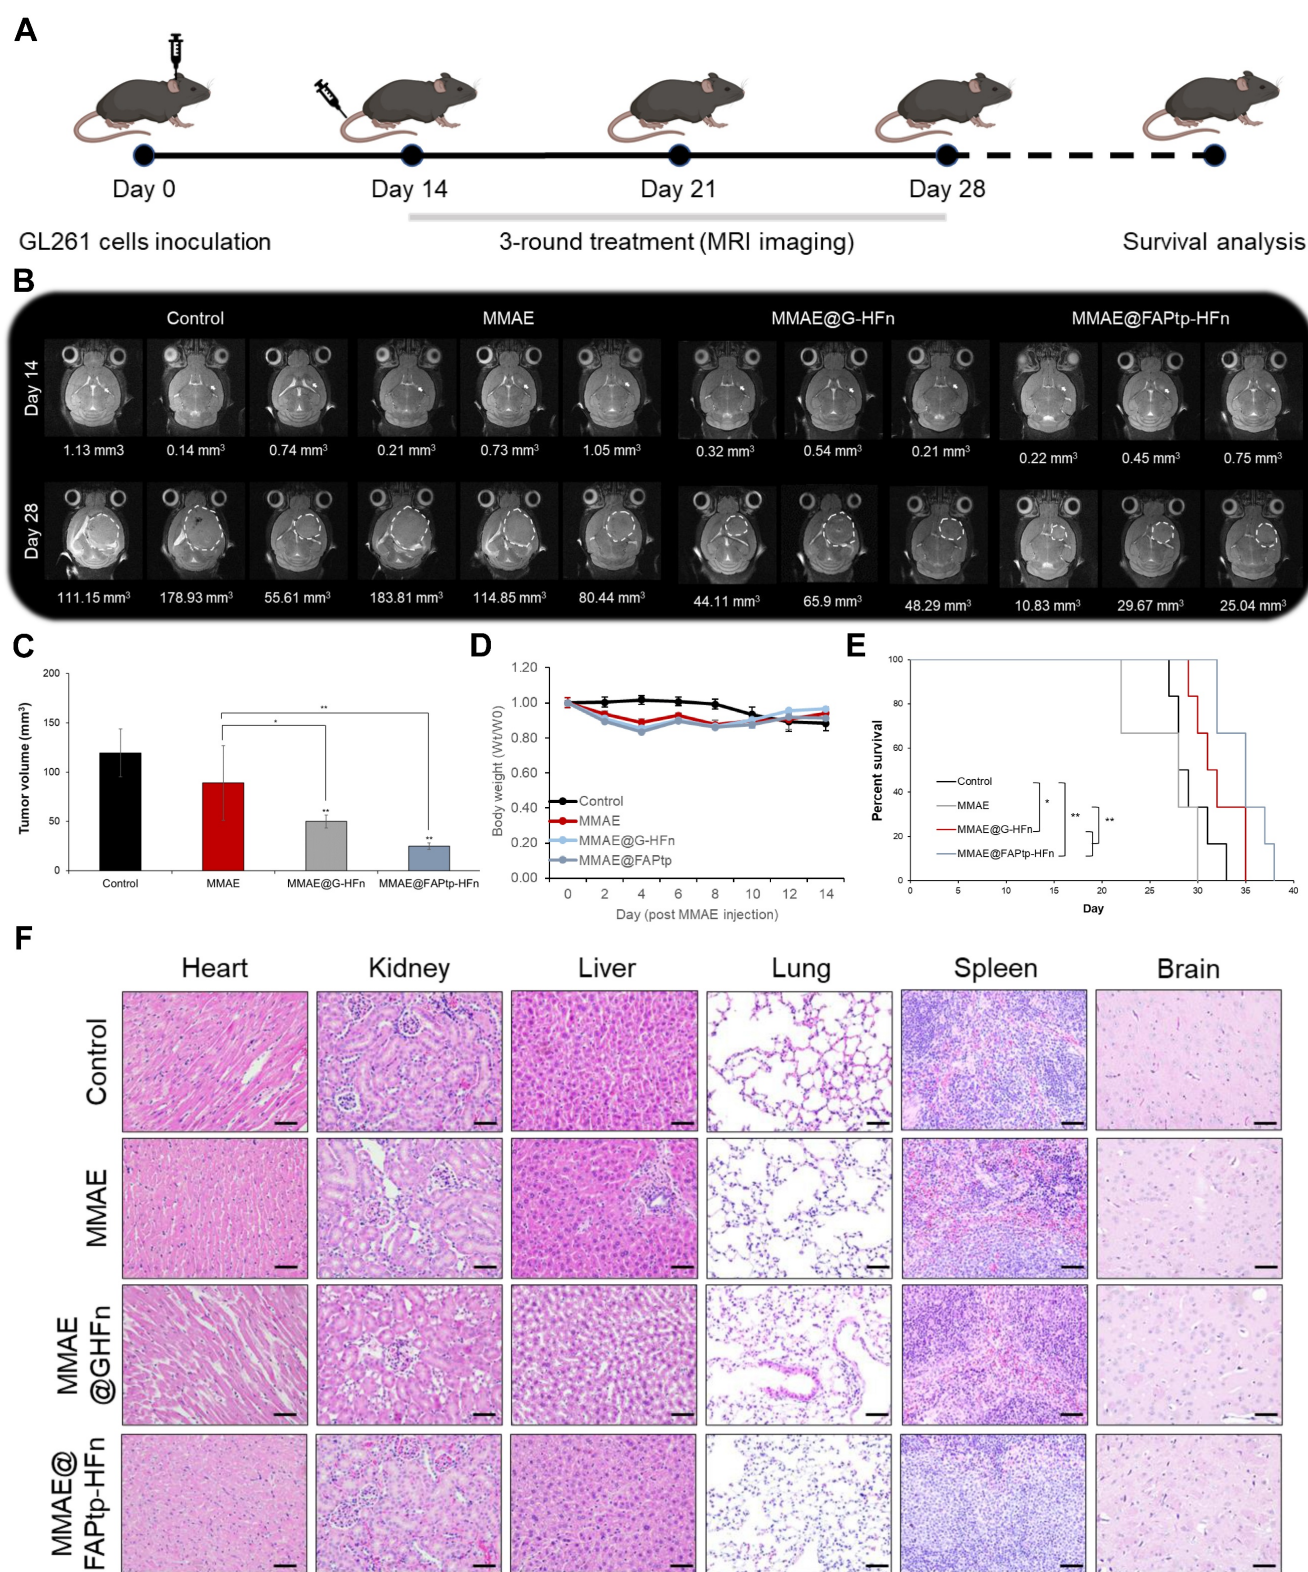 A
Day 0
Day 14
Day 21
Day 28
GL261 cells inoculation
3-round treatment (MRI imaging)
Survival analysis
B
Control
MMAE
MMAE@G-HFn
MMAE@FAPtp-HFn
Day 14
1.13 mm3
0.14 mm³
0.74 mm³
0.21 mm³
0.73 mm³
1.05 mm³
0.32 mm³
0.54 mm³
0.21 mm³
0.22 mm³
0.45 mm³
0.75 mm³
Day 28
111.15 mm³
178.93 mm³
55.61 mm³
183.81 mm³
114.85 mm³
80.44 mm³
44.11 mm³
65.9 mm³
48.29 mm³
10.83 mm³
29.67 mm³
25.04 mm³
C
Tumor volume (mm³)
200
150
100
50
0
**
*
**
**
Control
MMAE
MMAE@G-HFn
MMAE@FAPtp-HFn
D
Body weight (Wt/W0)
1.20
1.00
0.80
0.60
0.40
0.20
0.00
Control
MMAE
MMAE@G-HFn
MMAE@FAPtp
0 2 4 6 8 10 12 14
Day (post MMAE injection)
E
Percent survival
100
80
60
40
20
0
Control
MMAE
MMAE@G-HFn
MMAE@FAPtp-HFn
*
**
**
0 5 10 15 20 25 30 35 40
Day
F
Heart Kidney Liver Lung Spleen Brain
Control
MMAE
MMAE
@GHFn
MMAE@
FAPtp-HFn